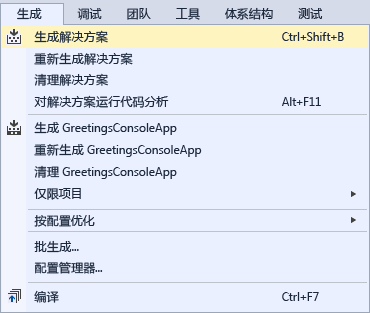 生成 调试 团队 工具 体系结构 测试
生成解决方案 Ctrl+Shift+B
重新生成解决方案
清理解决方案
对解决方案运行代码分析 Alt+F11
生成 GreetingsConsoleApp
重新生成 GreetingsConsoleApp
清理 GreetingsConsoleApp
仅限项目
按配置优化
批生成...
配置管理器...
编译 Ctrl+F7